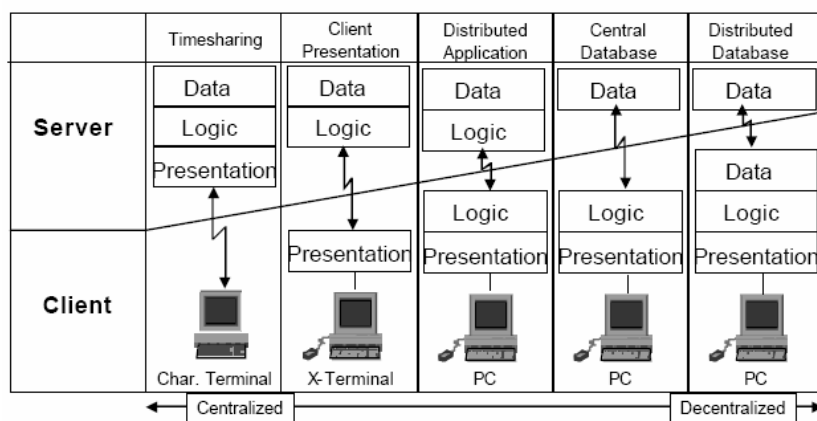 Timesharing
Client
Presentation
Distributed
Application
Central
Database
Distributed
Database
Server
Data
Logic
Presentation
Data
Logic
Data
Logic
Data
Data
Client
Presentation
Logic
Presentation
Logic
Presentation
Data
Logic
Presentation
Char. Terminal
X-Terminal
PC
PC
PC
Centralized
Decentralized